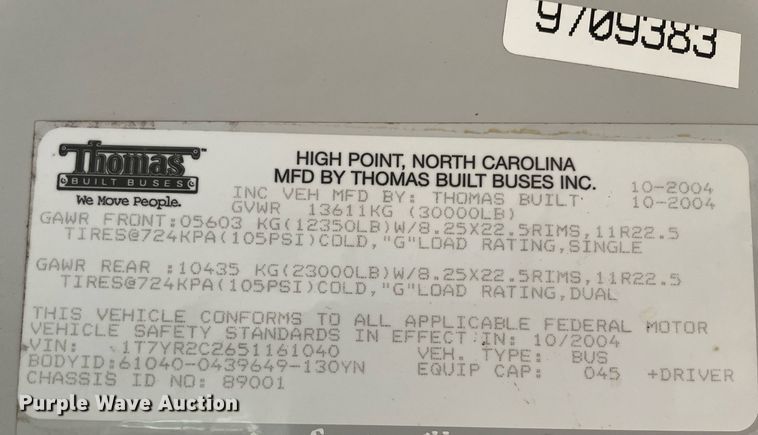 9709383
Thomas™
BUILT BUSES
We Move People.
HIGH POINT, NORTH CAROLINA
MFD BY THOMAS BUILT BUSES INC.
10-2004
INC VEH MFD BY: THOMAS BUILT 10-2004
GVWR 13611KG (30000LB)
GAWR FRONT:05603 KG(12350LB)W/8.25X22.5RIMS,11R22.5
TIRES@724KPA(105PSI)COLD,"G"LOAD RATING,SINGLE
GAWR REAR :10435 KG(23000LB)W/8.25X22.5RIMS,11R22.5
TIRES@724KPA(105PSI)COLD,"G"LOAD RATING,DUAL
THIS VEHICLE CONFORMS TO ALL APPLICABLE FEDERAL MOTOR
VEHICLE SAFETY STANDARDS IN EFFECT IN: 10/2004
VIN: 1T7YR2C2651161040 VEH. TYPE: BUS
BODYID:61040-0439649-130YN EQUIP CAP: 045 +DRIVER
CHASSIS ID NO: 89001
Purple Wave Auction